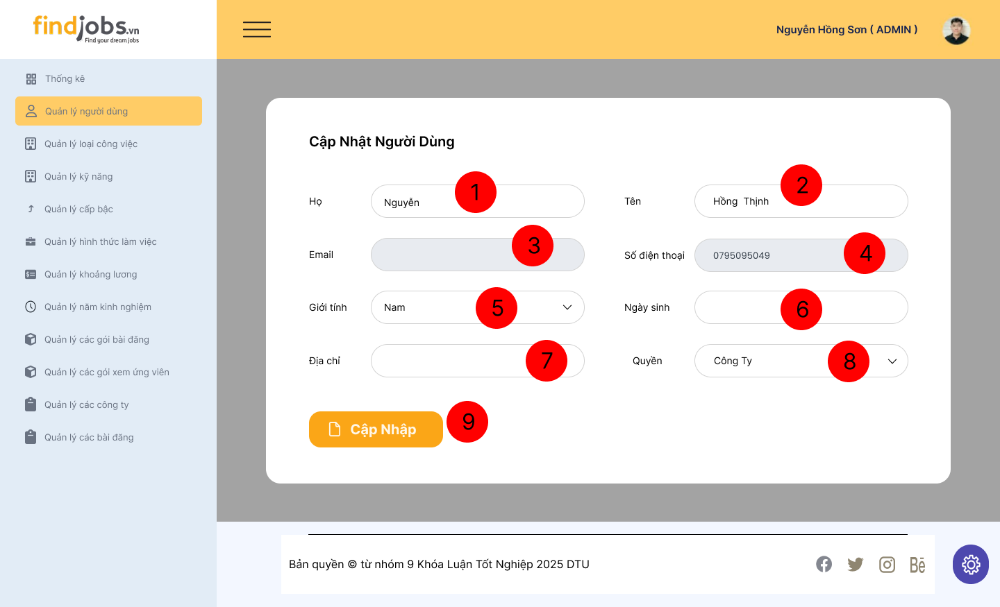 findjobs.vn
Find your dream jobs
Nguyễn Hồng Sơn ( ADMIN )
Thống kê
Quản lý người dùng
Quản lý loại công việc
Quản lý kỹ năng
Quản lý cấp bậc
Quản lý hình thức làm việc
Quản lý khoảng lương
Quản lý năm kinh nghiệm
Quản lý các gói bài đăng
Quản lý các gói xem ứng viên
Quản lý các công ty
Quản lý các bài đăng
Cập Nhật Người Dùng
Họ Nguyễn 1 Tên Hồng Thịnh 2
Email 3 Số điện thoại 0795095049 4
Giới tính Nam 5 Ngày sinh 6
Địa chỉ 7 Quyền Công Ty 8
Cập Nhập 9
Bản quyền © từ nhóm 9 Khóa Luận Tốt Nghiệp 2025 DTU